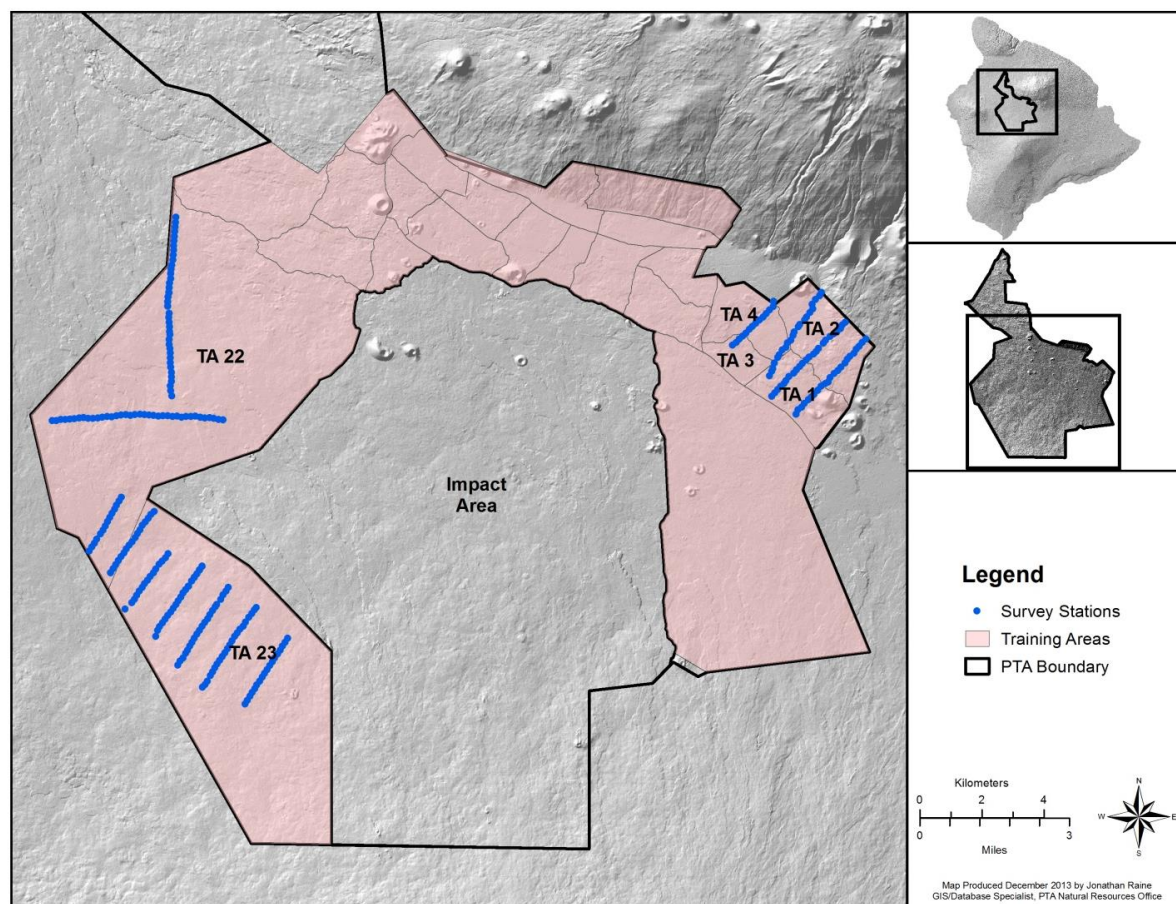 TA 4
TA 2
TA 22
TA 3
TA 1
Impact
Area
TA 23
Legend
Survey Stations
Training Areas
PTA Boundary
Kilometers
0 2 4
0 3
Miles
N
W E
S
Map Produced December 2013 by Jonathan Raine
GIS/Database Specialist, PTA Natural Resources Office